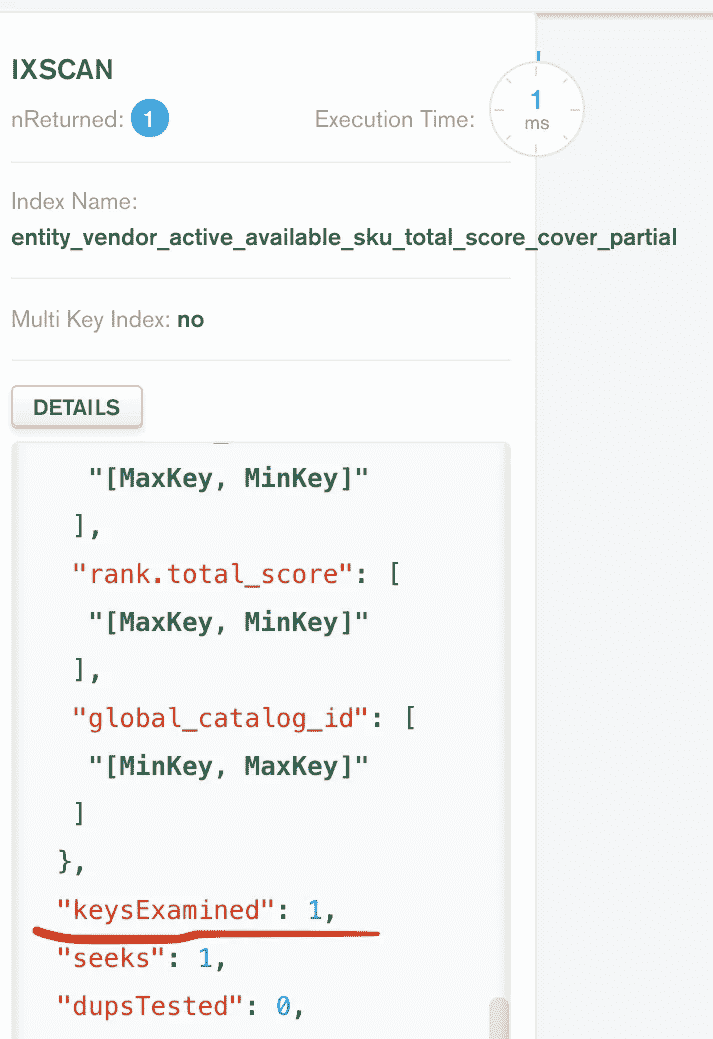 IXSCAN
nReturned: 1 Execution Time: 1 ms
Index Name:
entity_vendor_active_available_sku_total_score_cover_partial
Multi Key Index: no
DETAILS
"[MaxKey, MinKey]"
],
"rank.total_score": [
"[MaxKey, MinKey]"
],
"global_catalog_id": [
"[MinKey, MaxKey]"
]
},
"keysExamined": 1,
"seeks": 1,
"dupsTested": 0,